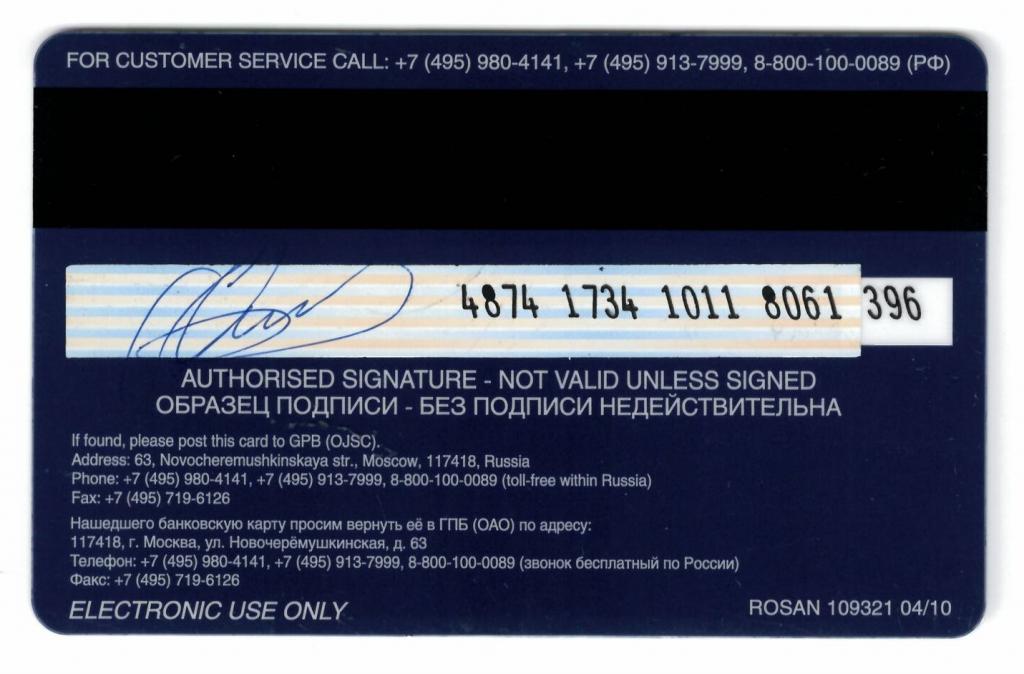 FOR CUSTOMER SERVICE CALL: +7 (495) 980-4141, +7 (495) 913-7999, 8-800-100-0089 (РФ)
4874 1734 1011 8061 396
AUTHORISED SIGNATURE - NOT VALID UNLESS SIGNED
ОБРАЗЕЦ ПОДПИСИ - БЕЗ ПОДПИСИ НЕДЕЙСТВИТЕЛЬНА
If found, please post this card to GPB (OJSC).
Address: 63, Novocheremushkinskaya str., Moscow, 117418, Russia
Phone: +7 (495) 980-4141, +7 (495) 913-7999, 8-800-100-0089 (toll-free within Russia)
Fax: +7 (495) 719-6126
Нашедшего банковскую карту просим вернуть её в ГПБ (ОАО) по адресу:
117418, г. Москва, ул. Новочерёмушкинская, д. 63
Телефон: +7 (495) 980-4141, +7 (495) 913-7999, 8-800-100-0089 (звонок бесплатный по России)
Факс: +7 (495) 719-6126
ELECTRONIC USE ONLY
ROSAN 109321 04/10